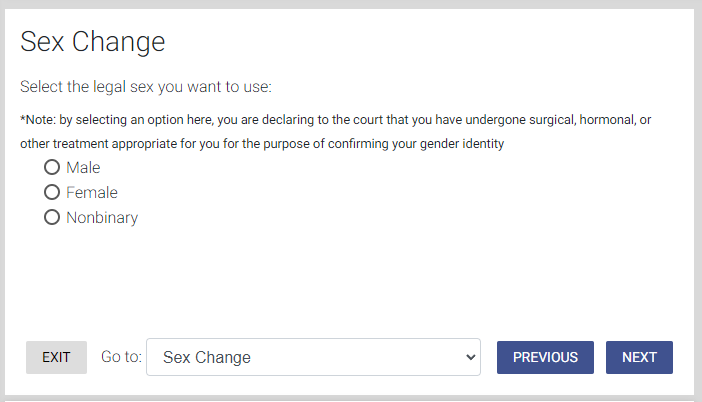 Sex Change
Select the legal sex you want to use:
*Note: by selecting an option here, you are declaring to the court that you have undergone surgical, hormonal, or
other treatment appropriate for you for the purpose of confirming your gender identity
Male
Female
Nonbinary
EXIT Go to: Sex Change PREVIOUS NEXT